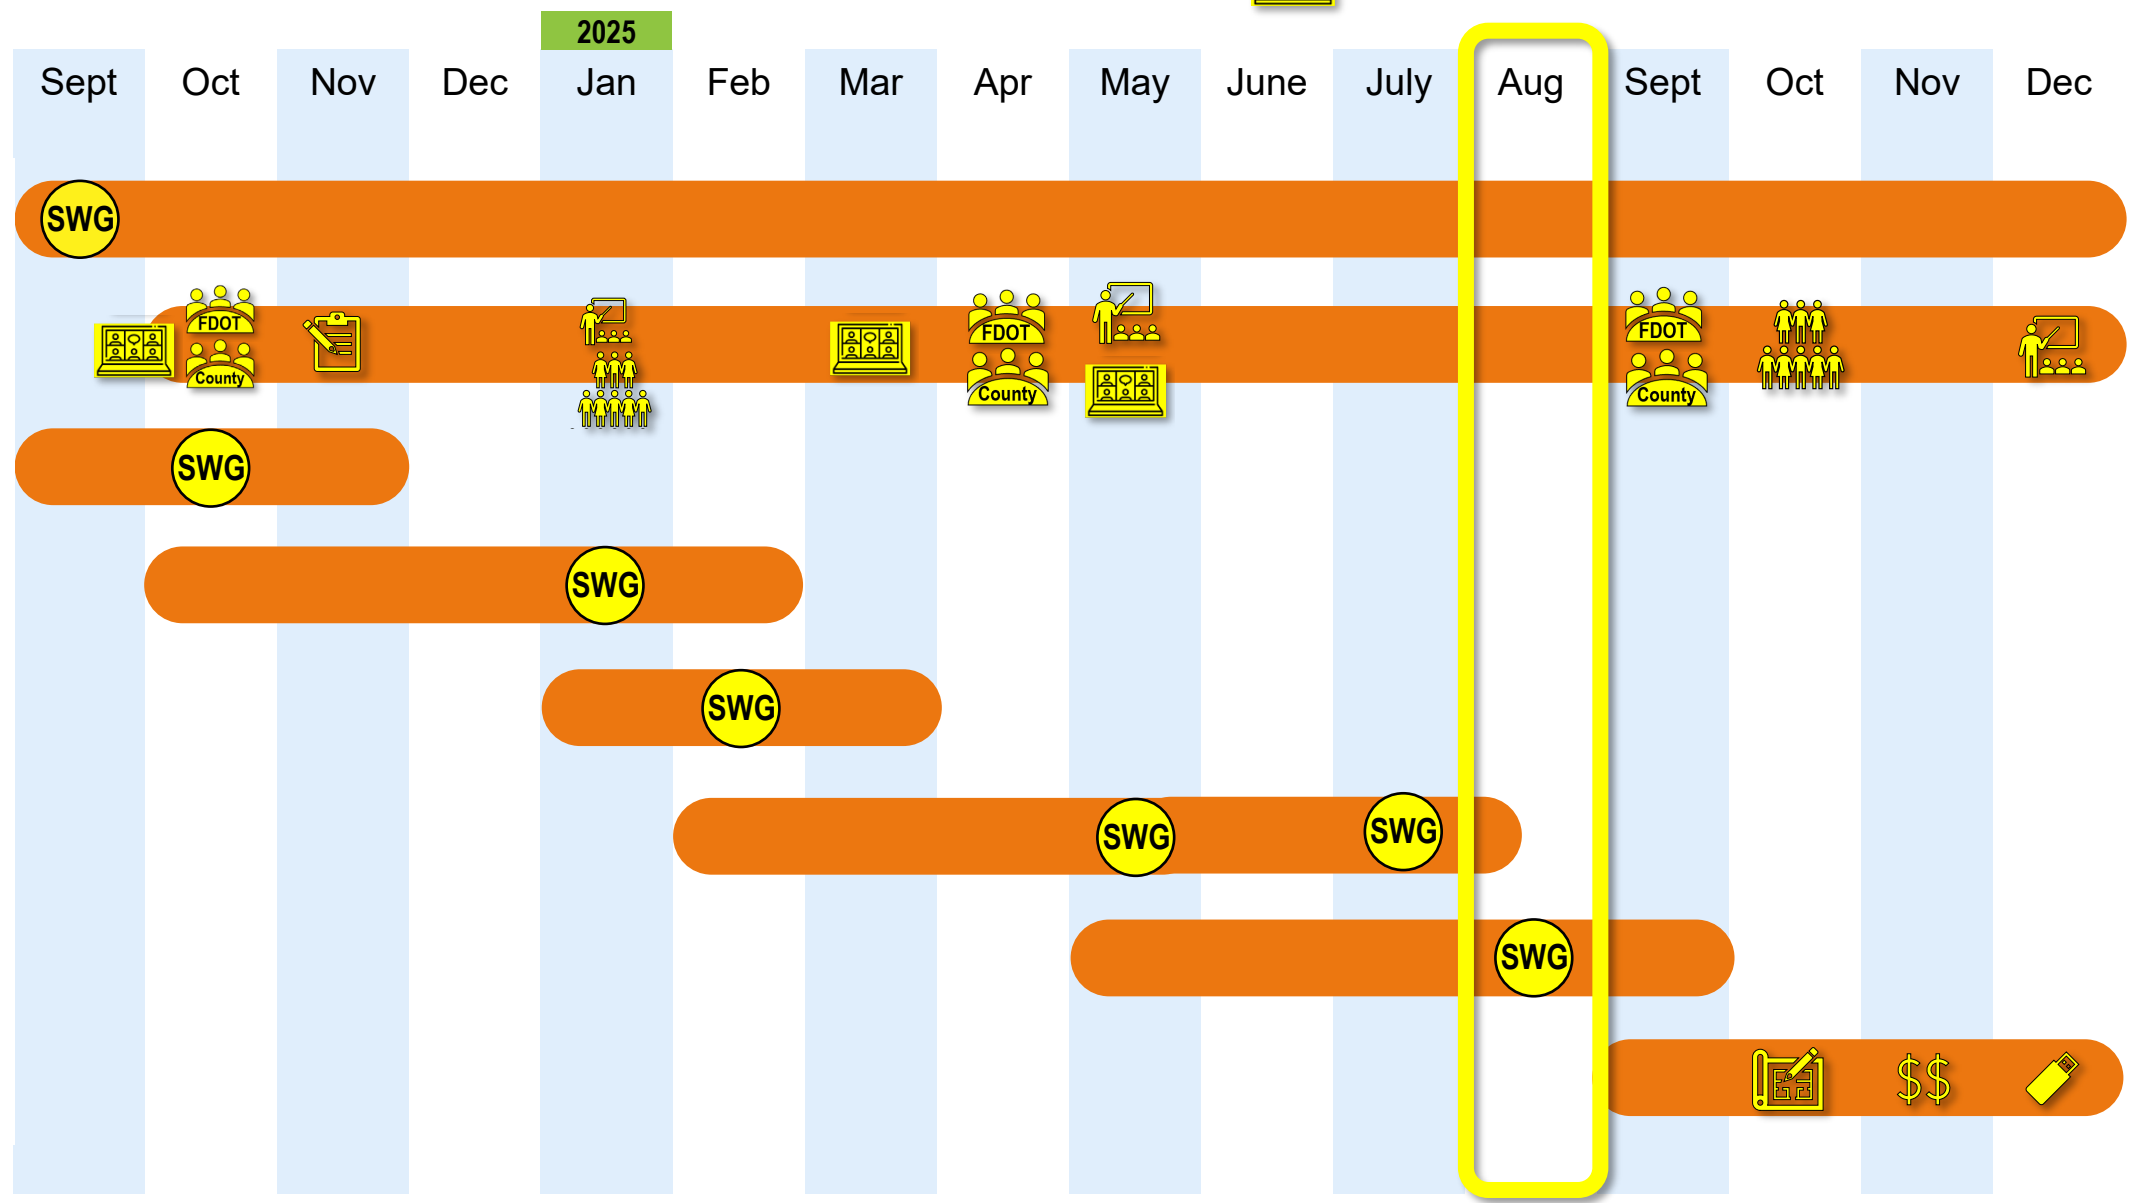 2025
Sept Oct Nov Dec Jan Feb Mar Apr May June July Aug Sept Oct Nov Dec
SWG
FDOT FDOT FDOT
County County County
SWG
SWG
SWG
SWG SWG
SWG
$$